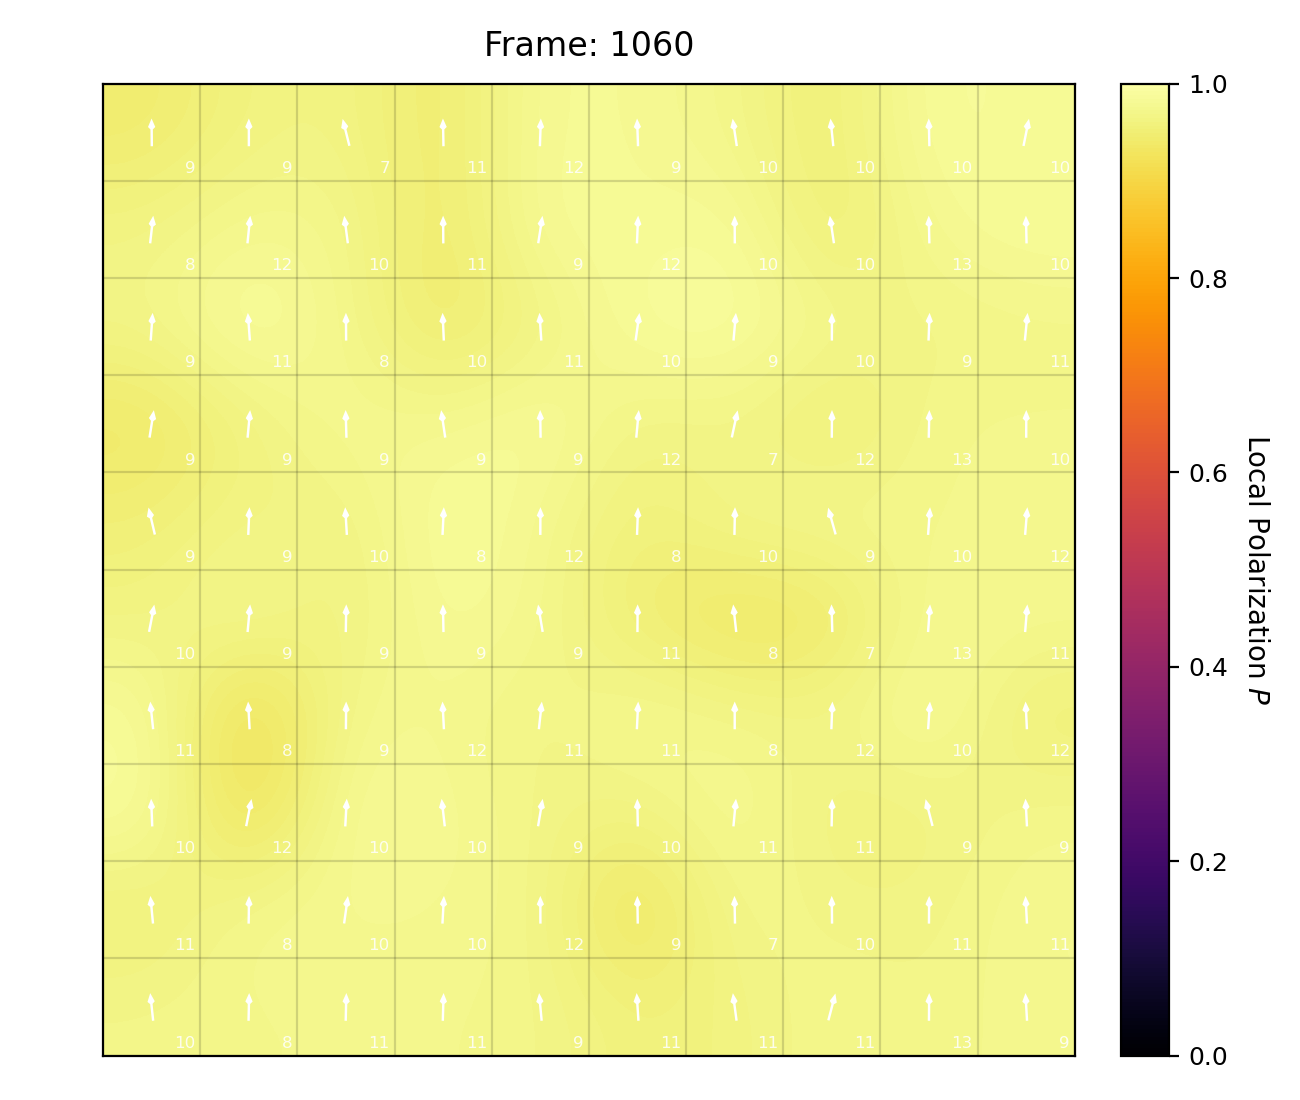 Frame: 1060
9 9 7 11 12 9 10 10 10 10
8 12 10 11 9 12 10 10 13 10
9 11 8 10 11 10 9 10 9 11
9 9 9 9 9 12 7 12 13 10
9 9 10 8 12 8 10 9 10 12
10 9 9 9 9 11 8 7 13 11
11 8 9 12 11 11 8 12 10 12
10 12 10 10 9 10 11 11 9 9
11 8 10 10 12 9 7 10 11 11
10 8 11 11 9 11 11 11 13 9
1.0
0.8
0.6
0.4
0.2
0.0
Local Polarization P